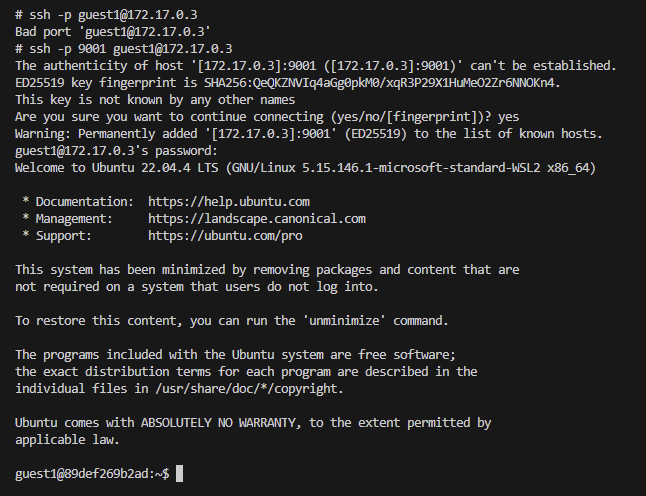 # ssh -p guest1@172.17.0.3
Bad port 'guest1@172.17.0.3'
# ssh -p 9001 guest1@172.17.0.3
The authenticity of host '[172.17.0.3]:9001 ([172.17.0.3]:9001)' can't be established.
ED25519 key fingerprint is SHA256:QeQKZNVIq4aGg0pkM0/xqR3P29X1HuMeO2Zr6NNOKn4.
This key is not known by any other names
Are you sure you want to continue connecting (yes/no/[fingerprint])? yes
Warning: Permanently added '[172.17.0.3]:9001' (ED25519) to the list of known hosts.
guest1@172.17.0.3's password:
Welcome to Ubuntu 22.04.4 LTS (GNU/Linux 5.15.146.1-microsoft-standard-WSL2 x86_64)
* Documentation:  https://help.ubuntu.com
* Management:     https://landscape.canonical.com
* Support:        https://ubuntu.com/pro
This system has been minimized by removing packages and content that are
not required on a system that users do not log into.
To restore this content, you can run the 'unminimize' command.
The programs included with the Ubuntu system are free software;
the exact distribution terms for each program are described in the
individual files in /usr/share/doc/*/copyright.
Ubuntu comes with ABSOLUTELY NO WARRANTY, to the extent permitted by
applicable law.
guest1@89def269b2ad:~$